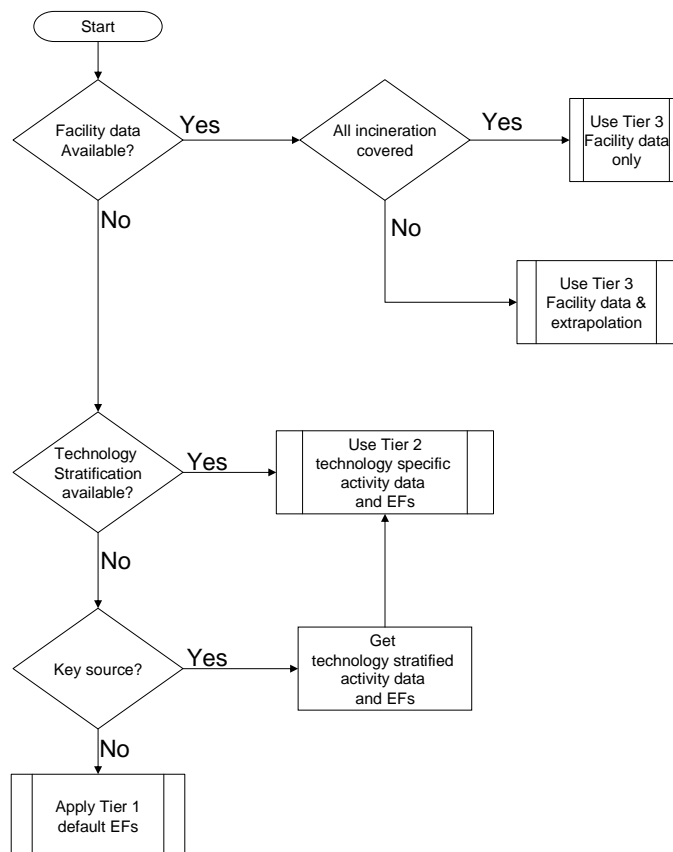 Start
Facility data
Available?
Yes
All incineration
covered
Yes
Use Tier 3
Facility data
only
No
No
Use Tier 3
Facility data &
extrapolation
Technology
Stratification
available?
Yes
Use Tier 2
technology specific
activity data
and EFs
No
Key source?
Yes
Get
technology stratified
activity data
and EFs
No
Apply Tier 1
default EFs